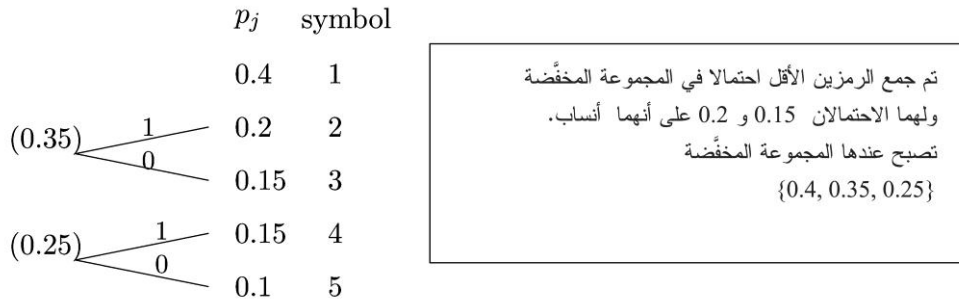 p_j symbol
0.4 1
(0.35) 1 0.2 2
0 0.15 3
(0.25) 1 0.15 4
0 0.1 5
تم جمع الرمزين الأقل احتمالا في المجموعة المخفَّضة
ولهما الاحتمالان 0.15 و 0.2 على أنهما أنساب.
تصبح عندها المجموعة المخفَّضة
{0.4, 0.35, 0.25}